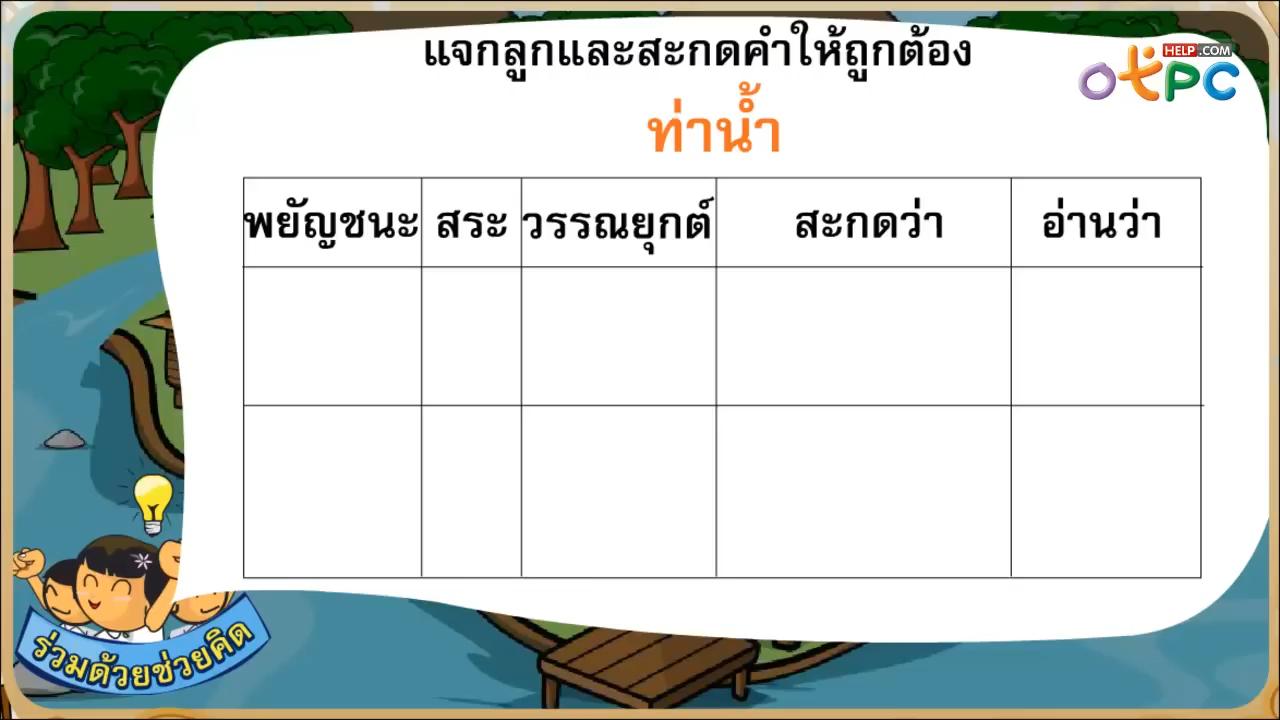 แจกลูกและสะกดคำให้ถูกต้อง
HELP.COM
OTPC
ท่าน้ำ
พยัญชนะ สระ วรรณยุกต์ สะกดว่า อ่านว่า
ร่วมด้วยช่วยคิด